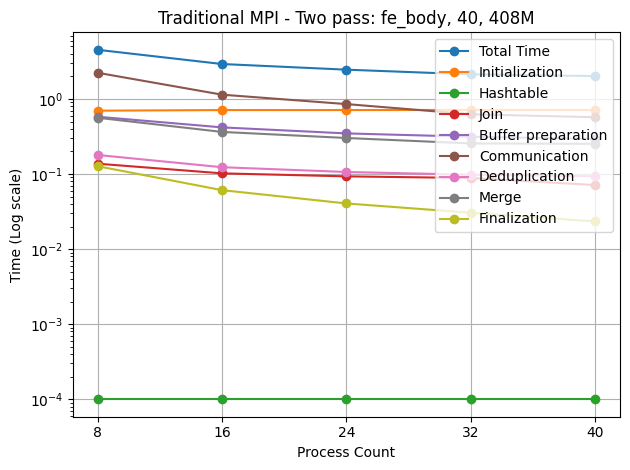 Traditional MPI - Two pass: fe_body, 40, 408M
Total Time
Initialization
Hashtable
Join
Buffer preparation
Communication
Deduplication
Merge
Finalization
Time (Log scale)
10^0
10^-1
10^-2
10^-3
10^-4
8 16 24 32 40
Process Count